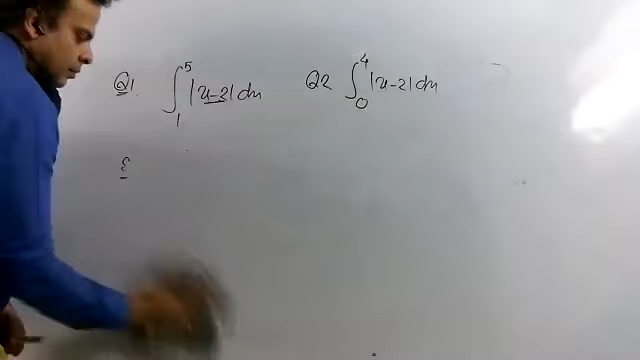 Q1. ∫₁⁵ |x-2| dx Q2 ∫₀⁴ |x-2| dx
ε